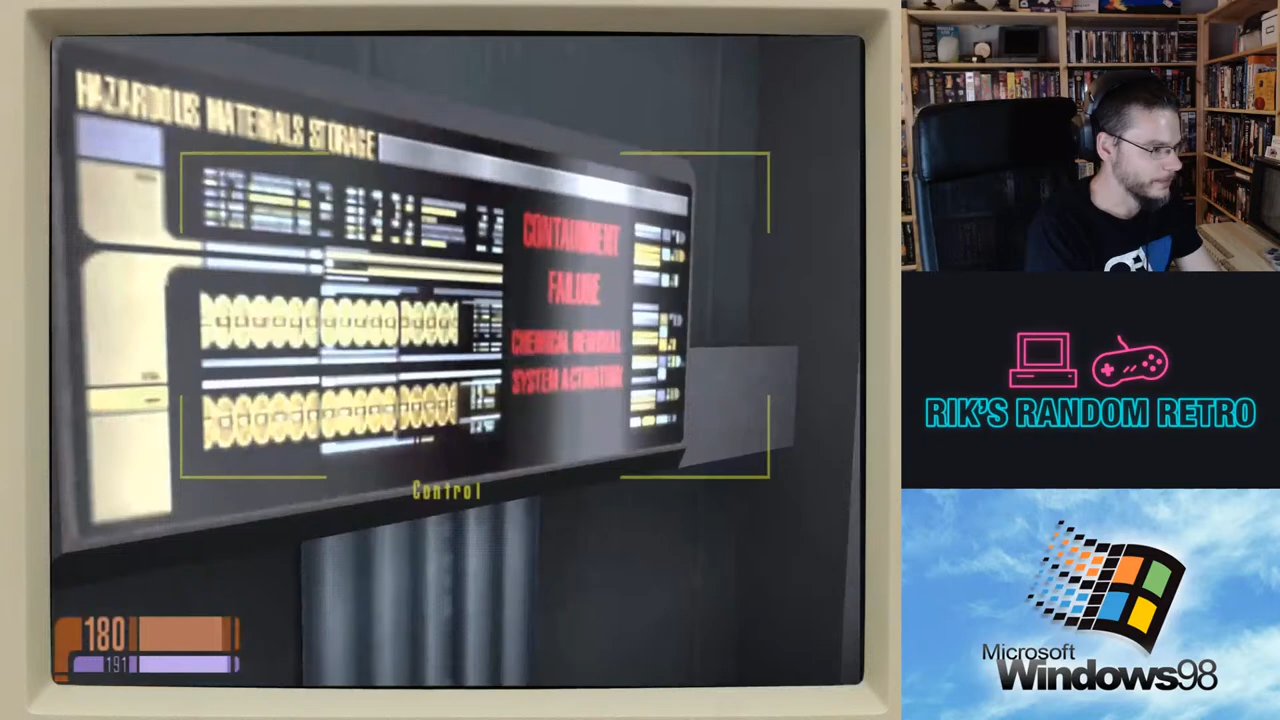 HAZARDOUS MATERIALS STORAGE
CONTAINMENT
FAILURE
CHEMICAL REMOVAL
SYSTEM ACTIVATION
Control
180
191
RIK'S RANDOM RETRO
Microsoft
Windows98